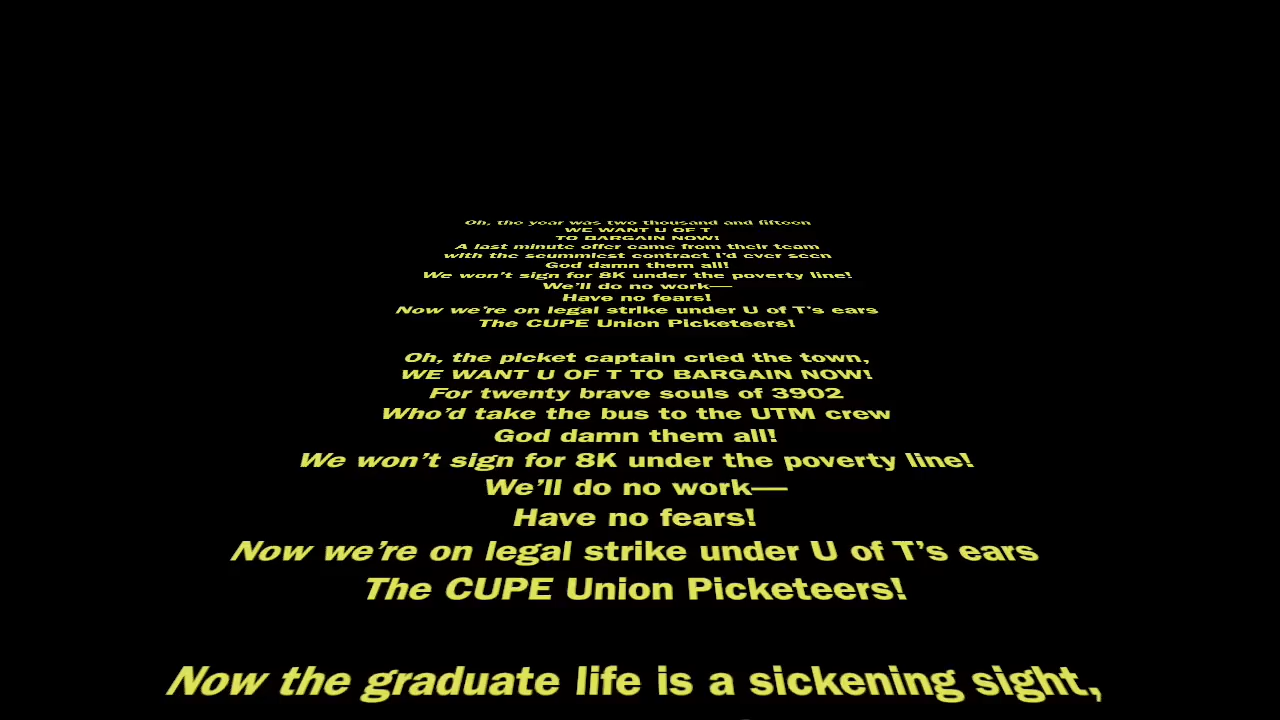 Oh, the year was two thousand and fifteen
WE WANT U OF T
TO BARGAIN NOW!
A last minute offer came from their team
with the scummiest contract I'd ever seen
God damn them all!
We won't sign for 8K under the poverty line!
We'll do no work—
Have no fears!
Now we're on legal strike under U of T's ears
The CUPE Union Picketeers!
Oh, the picket captain cried the town,
WE WANT U OF T TO BARGAIN NOW!
For twenty brave souls of 3902
Who'd take the bus to the UTM crew
God damn them all!
We won't sign for 8K under the poverty line!
We'll do no work—
Have no fears!
Now we're on legal strike under U of T's ears
The CUPE Union Picketeers!
Now the graduate life is a sickening sight,